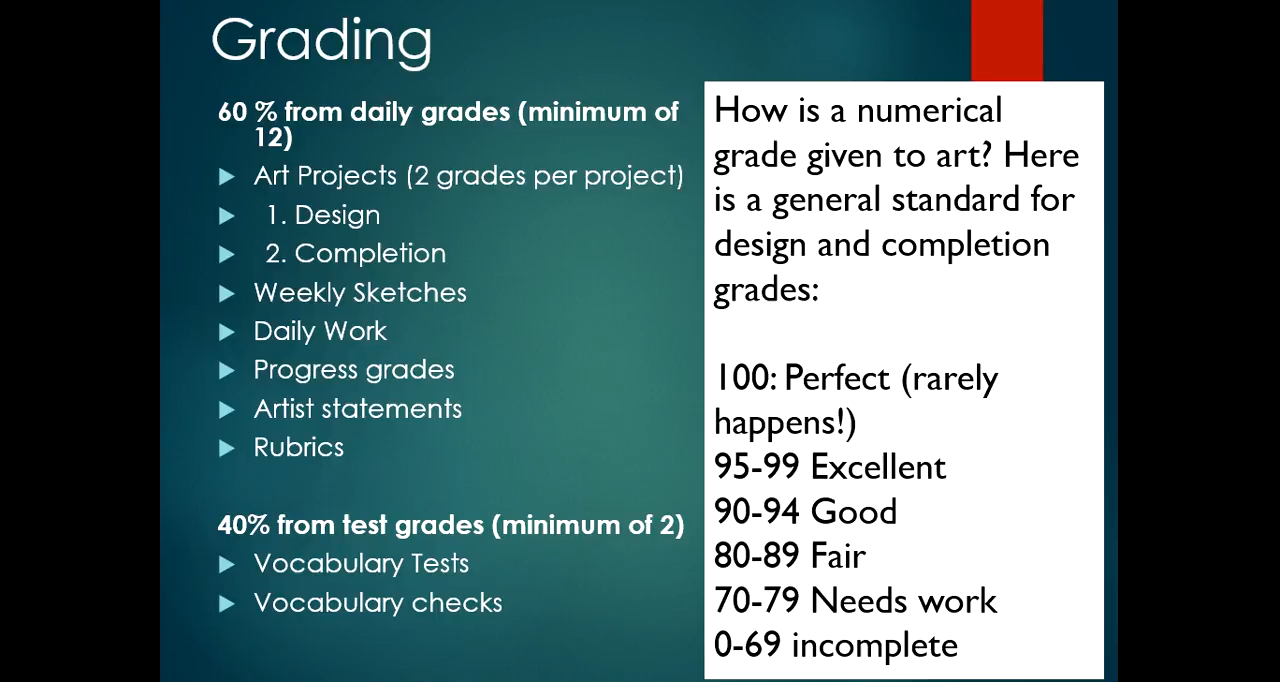 Grading
60 % from daily grades (minimum of
12)
Art Projects (2 grades per project)
1. Design
2. Completion
Weekly Sketches
Daily Work
Progress grades
Artist statements
Rubrics
40% from test grades (minimum of 2)
Vocabulary Tests
Vocabulary checks
How is a numerical
grade given to art? Here
is a general standard for
design and completion
grades:
100: Perfect (rarely
happens!)
95-99 Excellent
90-94 Good
80-89 Fair
70-79 Needs work
0-69 incomplete